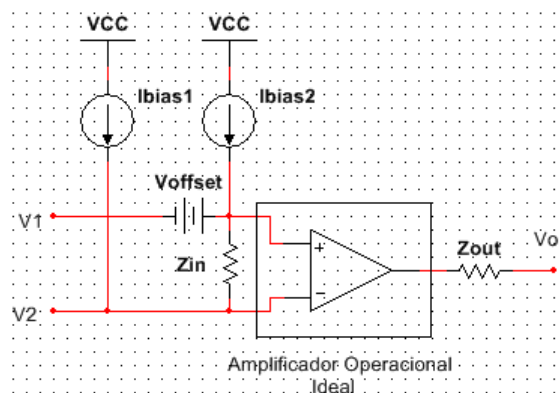 VCC VCC
Ibias1 Ibias2
Voffset
V1
Zin
+
Zout
Vo
−
V2
Amplificador Operacional
Ideal